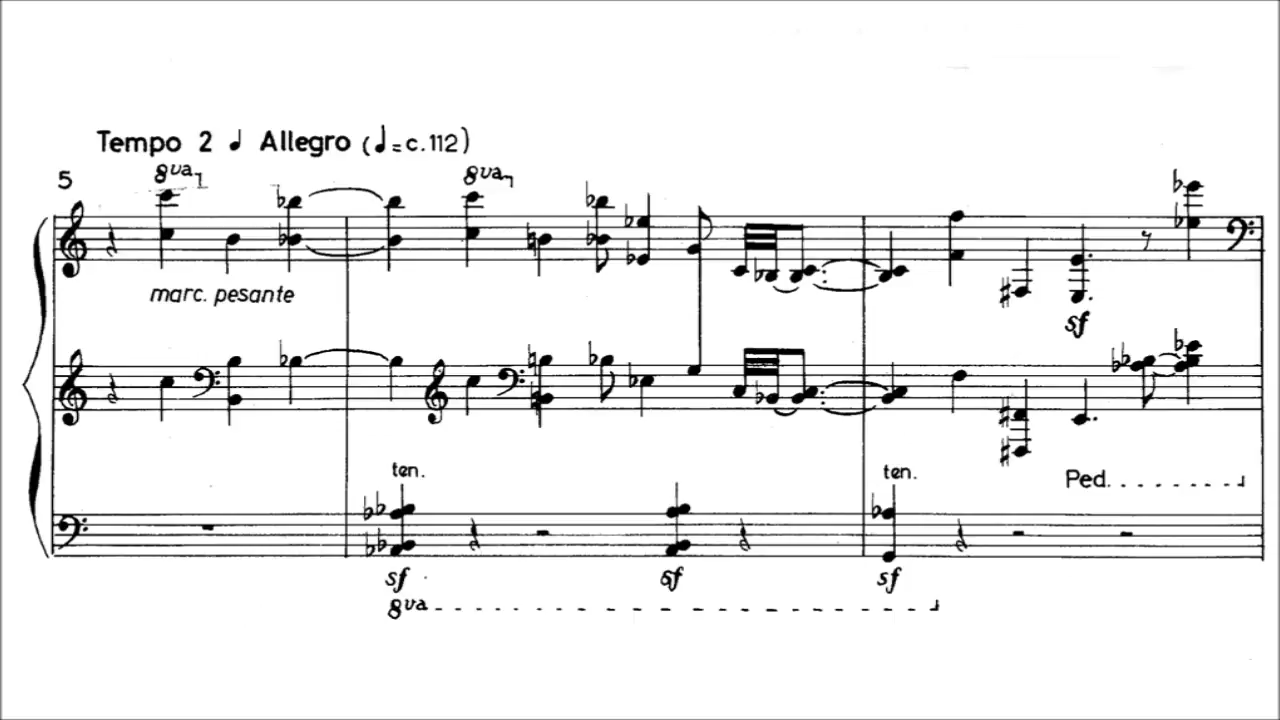 Tempo 2 ♩ Allegro (♩=c.112)
5
8va
8va
marc. pesante
sf
ten.
ten.
Ped.
sf
sf
sf
8va